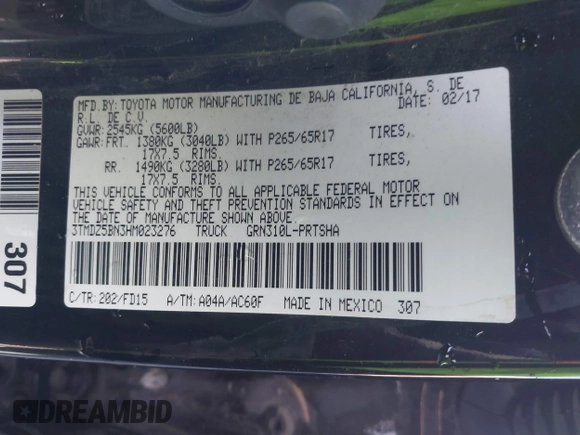 MFD.BY: TOYOTA MOTOR MANUFACTURING DE BAJA CALIFORNIA, S. DE
R.L. DE C.V. DATE: 02/17
GVWR: 2545KG (5600LB)
GAWR: FRT. 1380KG (3040LB) WITH P265/65R17 TIRES,
17X7.5 RIMS.
RR. 1490KG (3280LB) WITH P265/65R17 TIRES,
17X7.5 RIMS.
THIS VEHICLE CONFORMS TO ALL APPLICABLE FEDERAL MOTOR
VEHICLE SAFETY AND THEFT PREVENTION STANDARDS IN EFFECT ON
THE DATE OF MANUFACTURE SHOWN ABOVE.
3TMDZ5BN3HM023276 TRUCK GRN310L-PRTSHA
C/TR: 202/FD15 A/TM: A04A/AC60F MADE IN MEXICO 307
307
DREAMBID